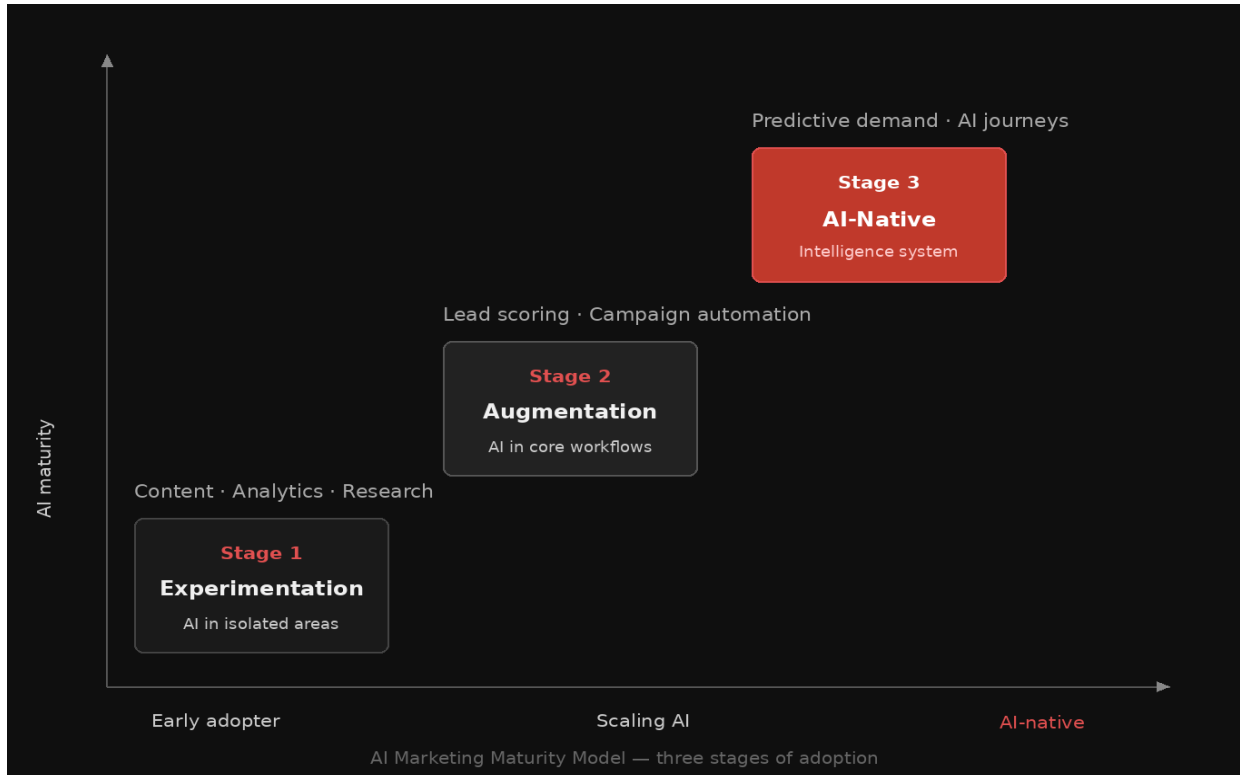 Predictive demand · AI journeys
Stage 3
AI-Native
Intelligence system
Lead scoring · Campaign automation
Stage 2
Augmentation
AI in core workflows
Content · Analytics · Research
Stage 1
Experimentation
AI in isolated areas
AI maturity
Early adopter
Scaling AI
AI-native
AI Marketing Maturity Model — three stages of adoption